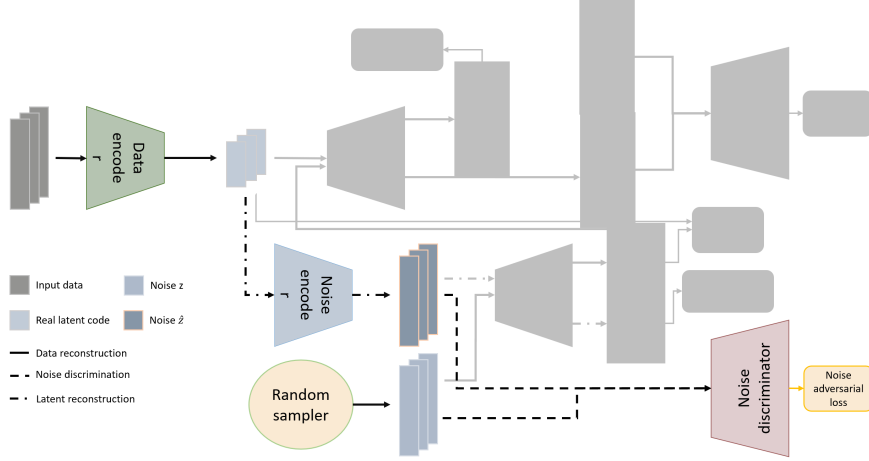 Data
encode
r
Noise
encode
r
Input data
Noise z
Real latent code
Noise ẑ
Data reconstruction
Noise discrimination
Latent reconstruction
Random
sampler
Noise
discriminator
Noise
adversarial
loss